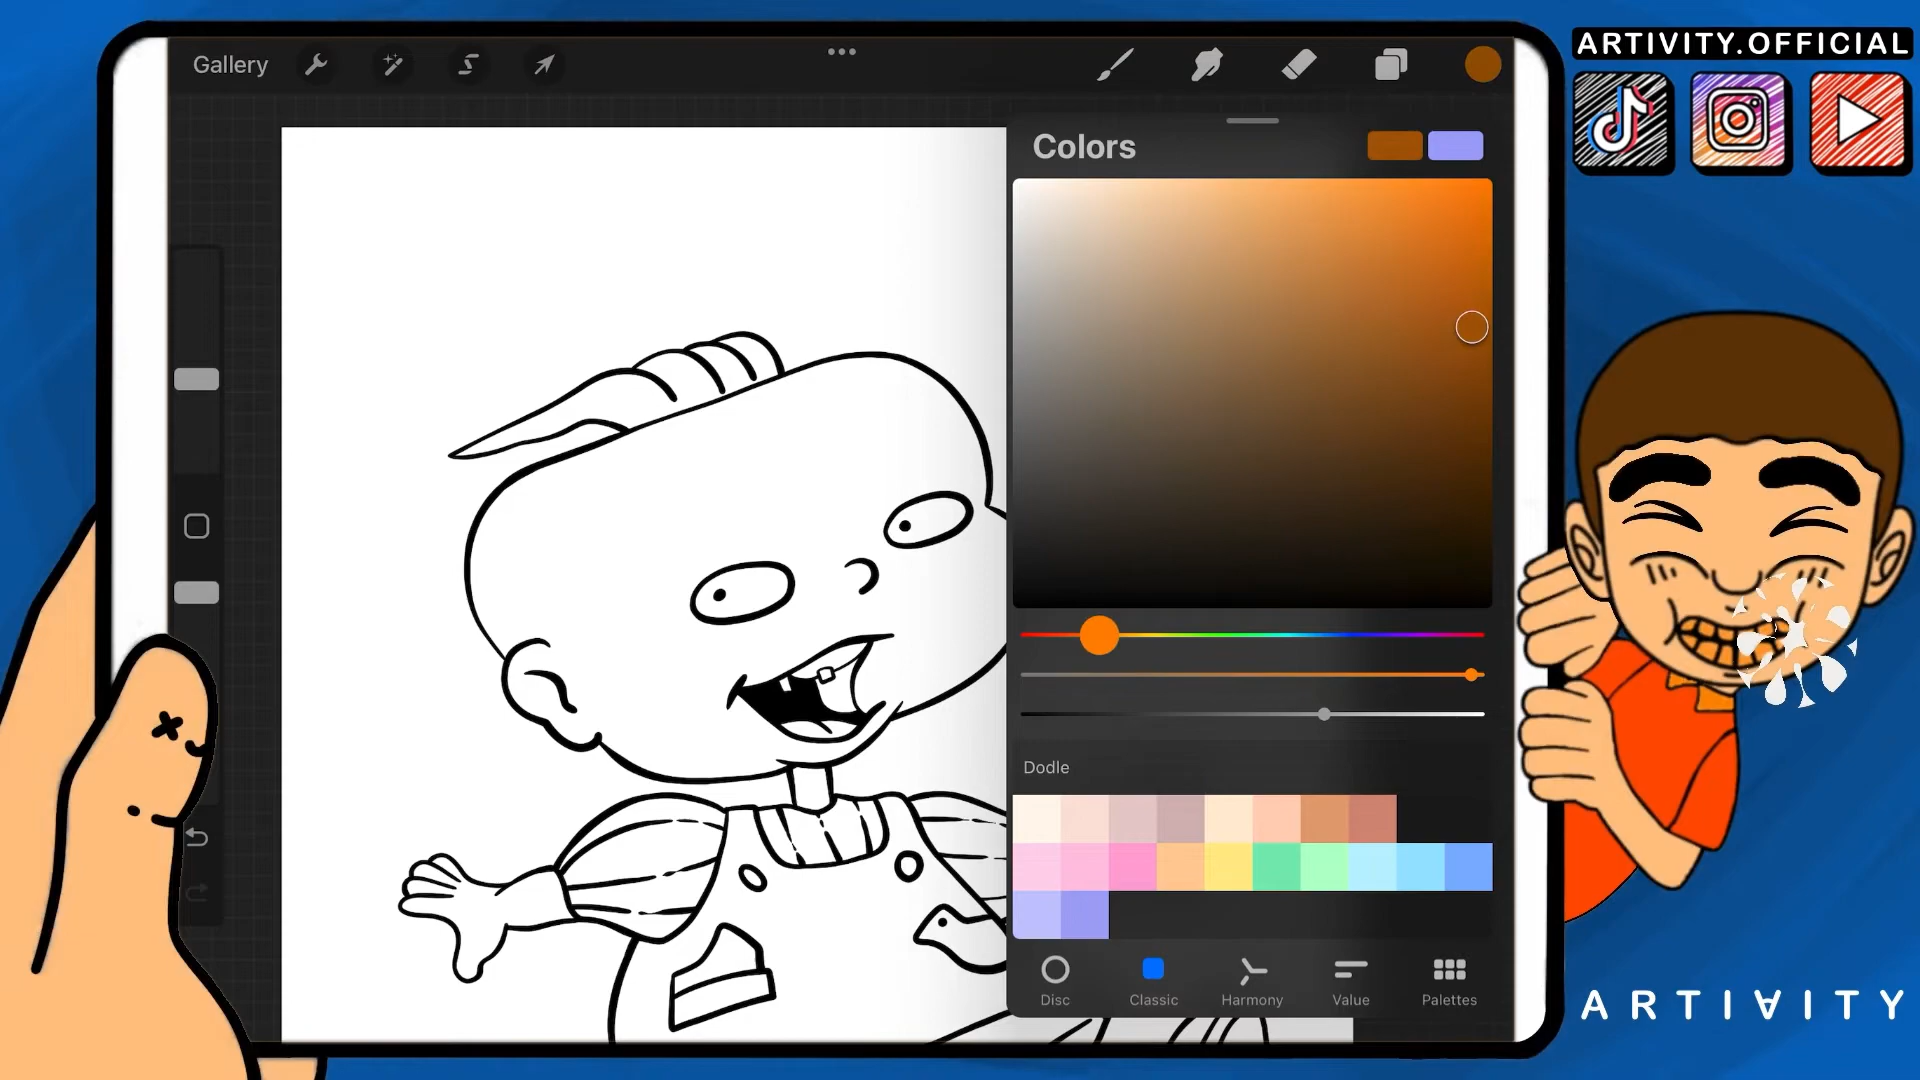 Gallery
ARTIVITY.OFFICIAL
Colors
Dodle
Disc
Classic
Harmony
Value
Palettes
ARTIVITY